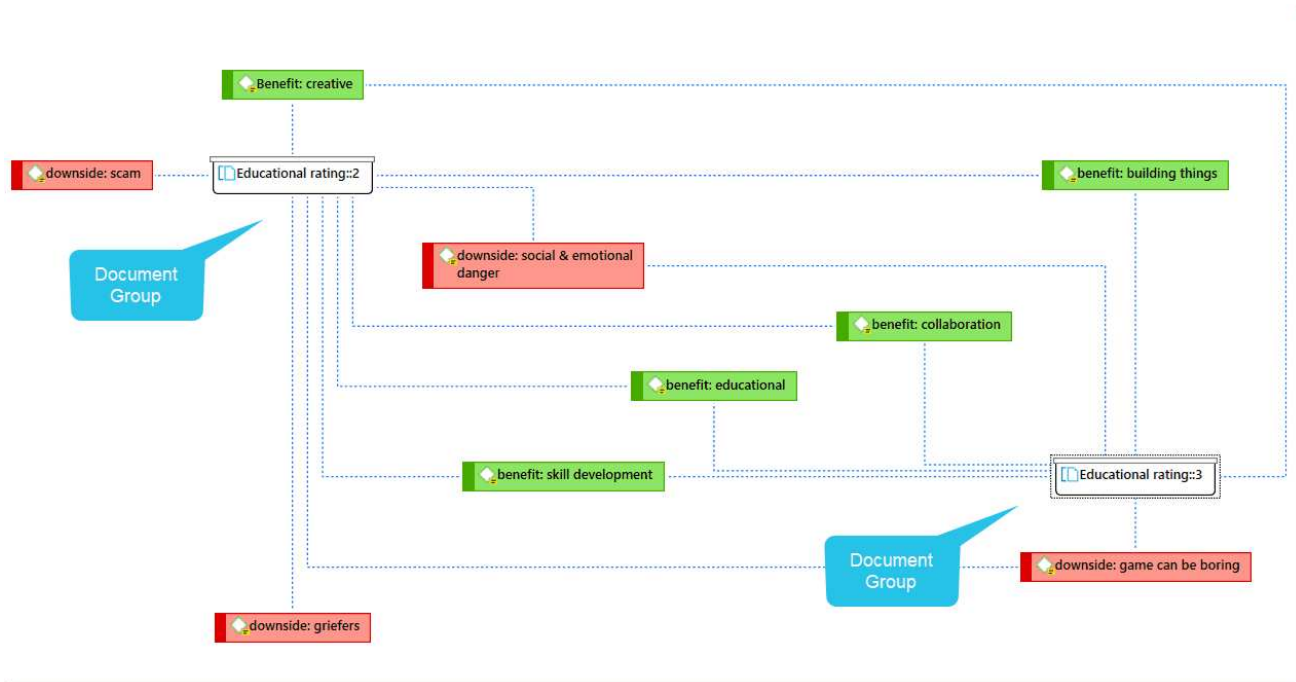 Benefit: creative
downside: scam
Educational rating::2
benefit: building things
Document
Group
downside: social & emotional
danger
benefit: collaboration
benefit: educational
benefit: skill development
Educational rating::3
Document
Group
downside: game can be boring
downside: griefers